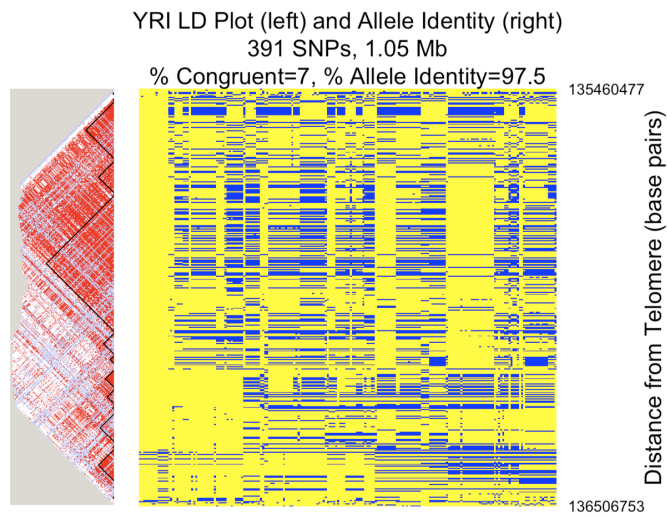 YRI LD Plot (left) and Allele Identity (right)
391 SNPs, 1.05 Mb
% Congruent=7, % Allele Identity=97.5
135460477
Distance from Telomere (base pairs)
136506753